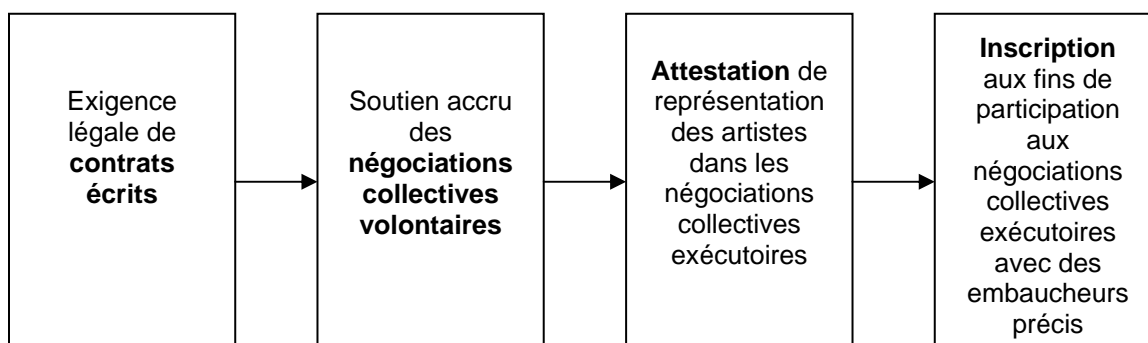 Exigence
légale de
contrats
écrits
Soutien accru
des
négociations
collectives
volontaires
Attestation de
représentation
des artistes
dans les
négociations
collectives
exécutoires
Inscription
aux fins de
participation
aux
négociations
collectives
exécutoires
avec des
embaucheurs
précis